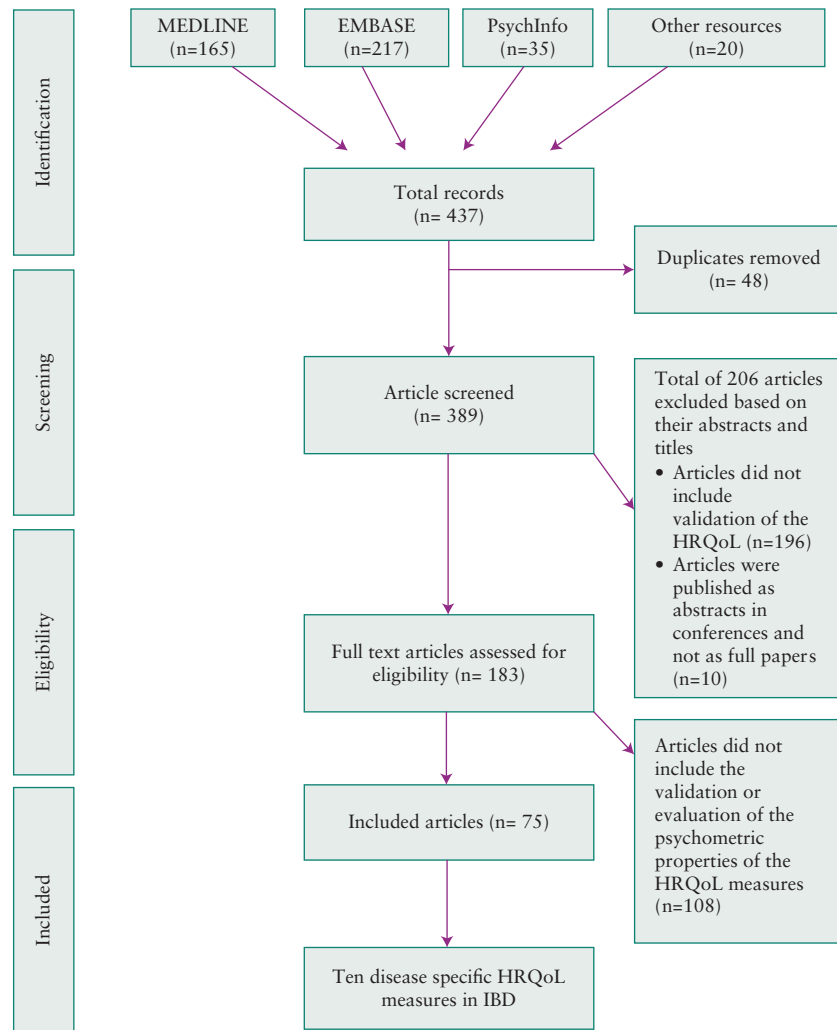 MEDLINE
(n=165)
EMBASE
(n=217)
PsychInfo
(n=35)
Other resources
(n=20)
Identification
Total records
(n= 437)
Duplicates removed
(n= 48)
Screening
Article screened
(n= 389)
Total of 206 articles
excluded based on
their abstracts and
titles
• Articles did not
include
validation of the
HRQoL (n=196)
• Articles were
published as
abstracts in
conferences and
not as full papers
(n=10)
Eligibility
Full text articles assessed for
eligibility (n= 183)
Articles did not
include the
validation or
evaluation of the
psychometric
properties of the
HRQoL measures
(n=108)
Included
Included articles (n= 75)
Ten disease specific HRQoL
measures in IBD